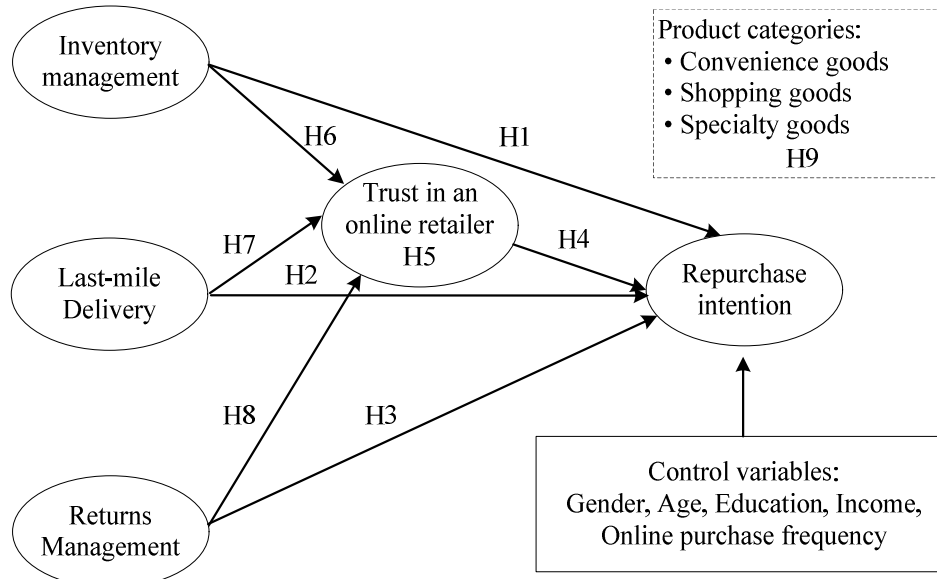 Inventory
management
Product categories:
• Convenience goods
• Shopping goods
• Specialty goods
H9
H6
H1
Trust in an
online retailer
H5
H7
H4
H2
Last-mile
Delivery
Repurchase
intention
H8
H3
Returns
Management
Control variables:
Gender, Age, Education, Income,
Online purchase frequency